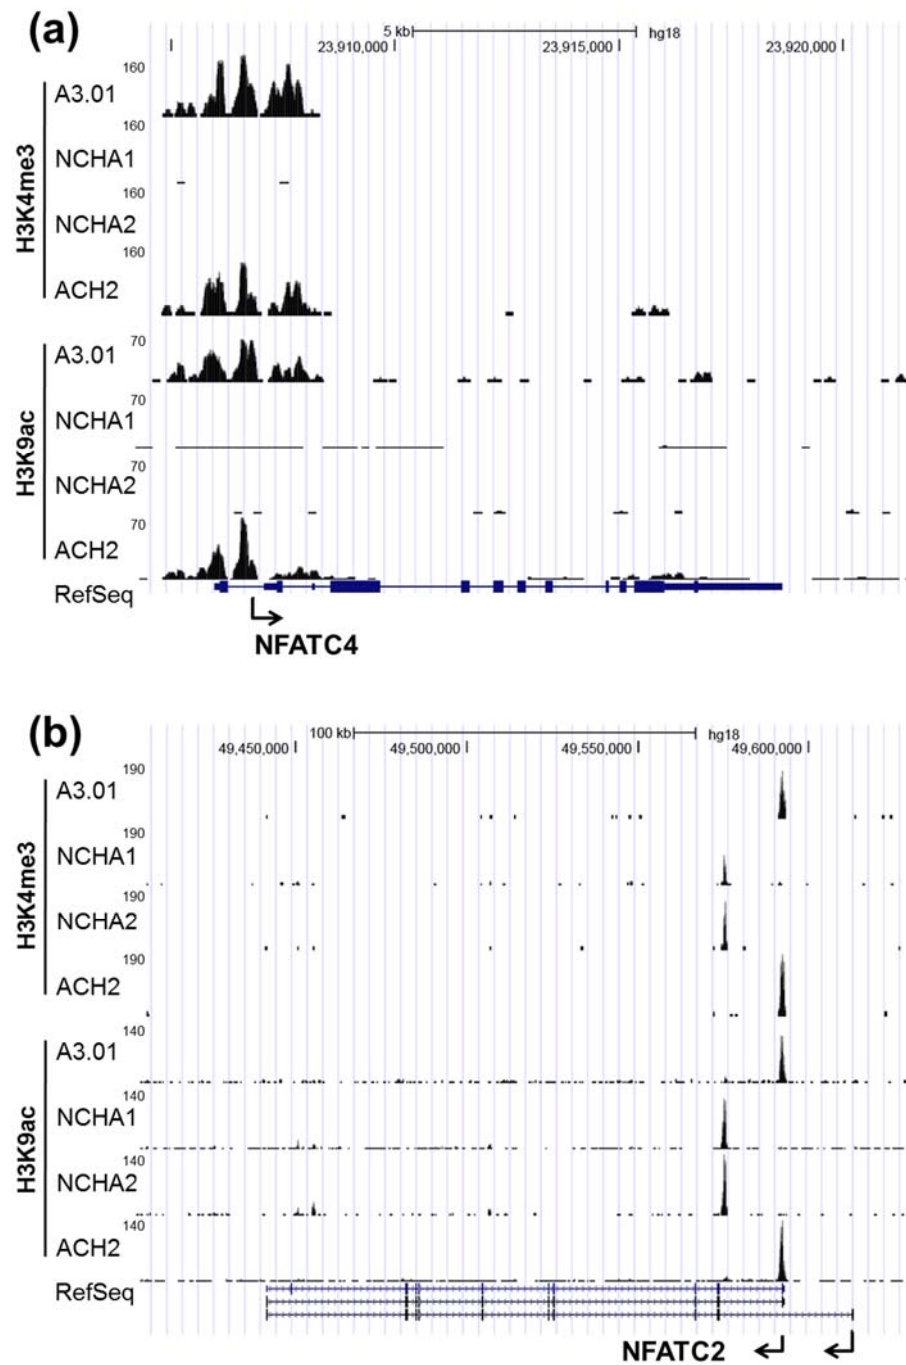 (a)
5 kb hg18
23,910,000 23,915,000 23,920,000
H3K4me3
160
A3.01
160
NCHA1
160
NCHA2
160
ACH2
H3K9ac
70
A3.01
70
NCHA1
70
NCHA2
70
ACH2
RefSeq
NFATC4
(b)
100 kb hg18
49,450,000 49,500,000 49,550,000 49,600,000
H3K4me3
190
A3.01
190
NCHA1
190
NCHA2
190
ACH2
H3K9ac
140
A3.01
140
NCHA1
140
NCHA2
140
ACH2
RefSeq
NFATC2